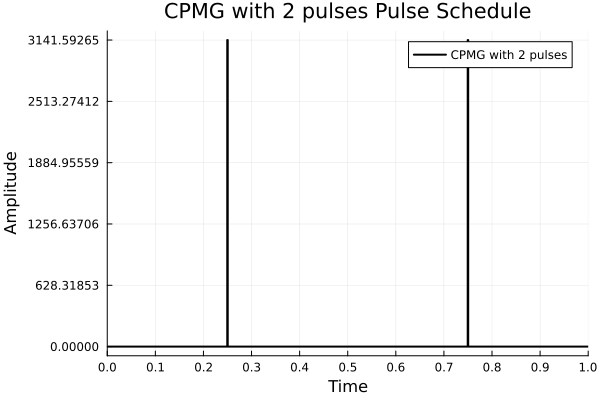 CPMG with 2 pulses Pulse Schedule
3141.59265
CPMG with 2 pulses
2513.27412
1884.95559
Amplitude
1256.63706
628.31853
0.00000
0.0 0.1 0.2 0.3 0.4 0.5 0.6 0.7 0.8 0.9 1.0
Time